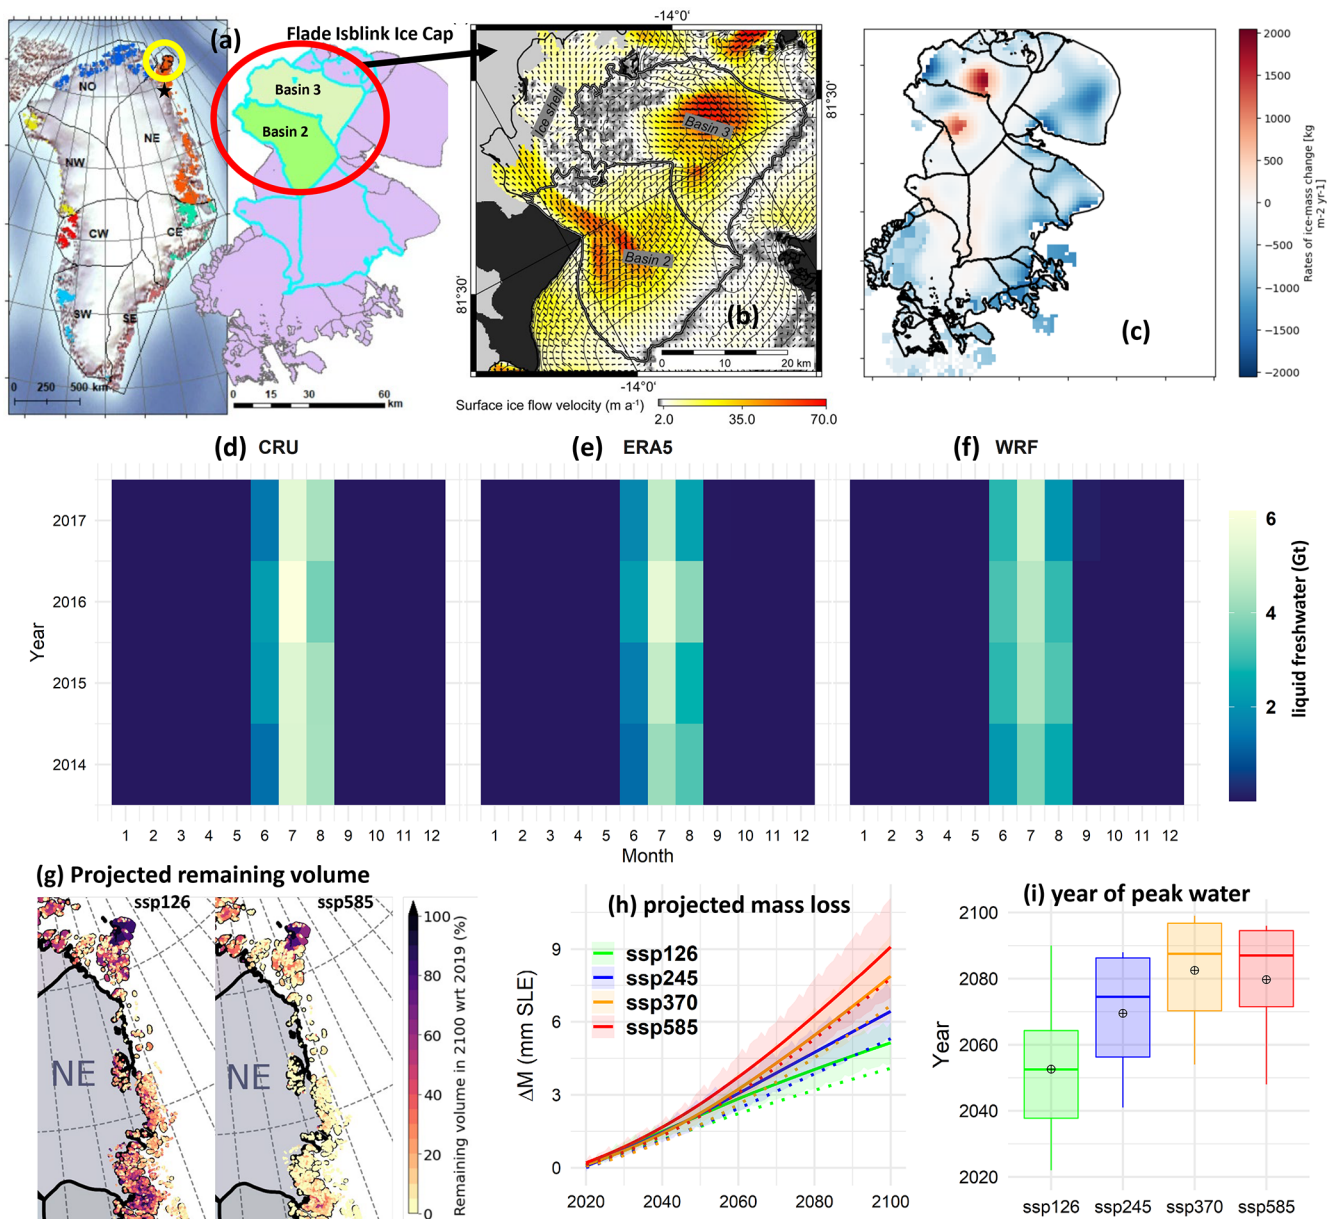 (a)
Flade Isblink Ice Cap
NO
NE
NW
CW
CE
SW
SE
0 250 500 km
Basin 3
Basin 2
0 15 30 60
km
-14°0'
Ice shelf
Basin 3
Basin 2
81°30'
81°30'
(b)
0 10 20 km
-14°0'
Surface ice flow velocity (m a-1)
2.0 35.0 70.0
(c)
2000
1500
1000
500
0
−500
−1000
−1500
−2000
Rates of ice-mass change [kg
m-2 yr-1]
(d) CRU
(e) ERA5
(f) WRF
Year
2017
2016
2015
2014
1 2 3 4 5 6 7 8 9 10 11 12
1 2 3 4 5 6 7 8 9 10 11 12
1 2 3 4 5 6 7 8 9 10 11 12
Month
6
4
2
liquid freshwater (Gt)
(g) Projected remaining volume
ssp126
ssp585
NE
NE
100
80
60
40
20
0
Remaining volume in 2100 wrt 2019 (%)
(h) projected mass loss
ssp126
ssp245
ssp370
ssp585
ΔM (mm SLE)
9
6
3
0
2020 2040 2060 2080 2100
(i) year of peak water
Year
2100
2080
2060
2040
2020
ssp126 ssp245 ssp370 ssp585